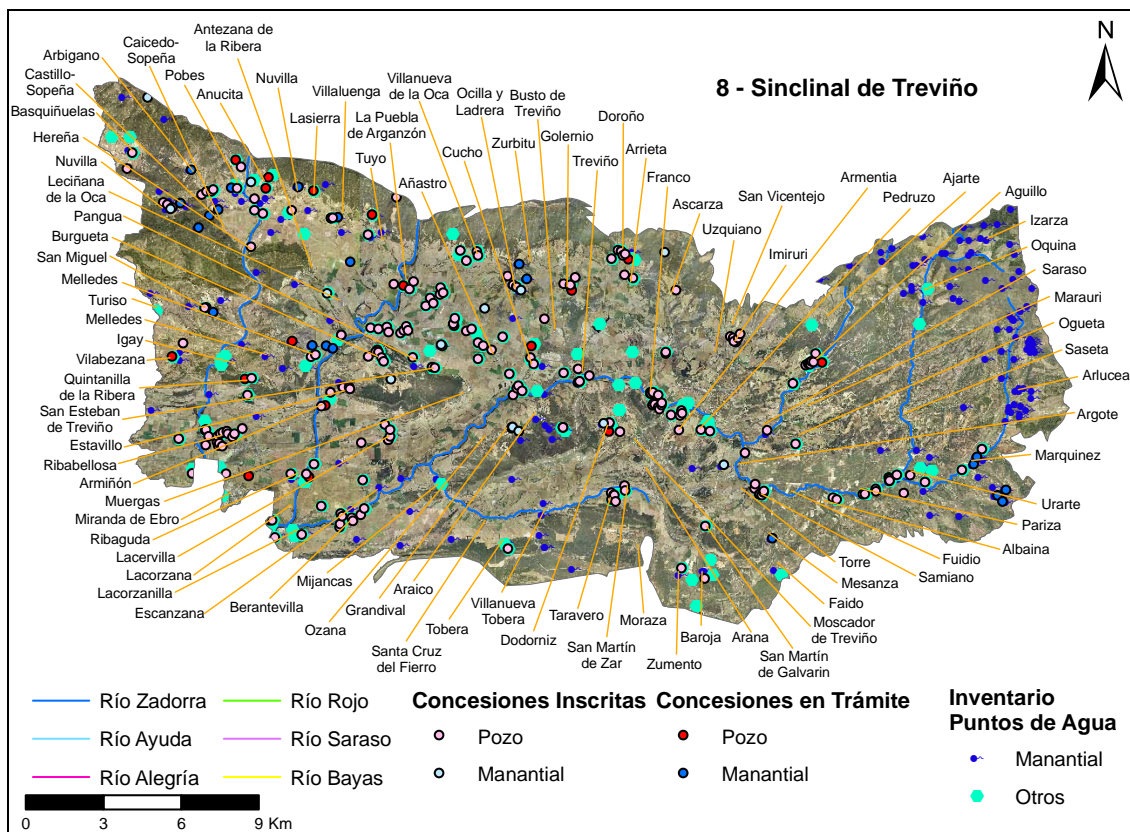 N
8 - Sinclinal de Treviño
Antezana de
la Ribera
Caicedo-
Sopeña
Arbigano
Castillo-
Sopeña
Pobes
Anucita
Basquiñuelas
Hereña
Nuvilla
Leciñana
de la Oca
Pangua
Burgueta
San Miguel
Melledes
Turiso
Melledes
Igay
Vilabezana
Quintanilla
de la Ribera
San Esteban
de Treviño
Estavillo
Ribabellosa
Armiñón
Muergas
Miranda de Ebro
Ribaguda
Lacervilla
Lacorzana
Lacorzanilla
Escanzana
Nuvilla
Lasierra
Villaluenga
La Puebla
de Arganzón
Tuyo
Villanueva
de la Oca
Cucho
Añastro
Ocilla y
Ladrera
Zurbitu
Busto de
Treviño
Golernio
Treviño
Doroño
Arrieta
Franco
Ascarza
San Vicentejo
Uzquiano
Armentia
Pedruzo
Imiruri
Ajarte
Aguillo
Izarza
Oquina
Saraso
Marauri
Ogueta
Saseta
Arlucea
Argote
Marquinez
Urarte
Pariza
Albaina
Fuidio
Samiano
Torre
Mesanza
Faido
Moscador
de Treviño
San Martín
de Galvarin
Arana
Baroja
Zumento
Moraza
San Martín
de Zar
Taravero
Dodorniz
Villanueva
Tobera
Tobera
Santa Cruz
del Fierro
Araico
Grandival
Ozana
Mijancas
Berantevilla
Río Zadorra
Río Ayuda
Río Alegría
Río Rojo
Río Saraso
Río Bayas
Concesiones Inscritas
Pozo
Manantial
Concesiones en Trámite
Pozo
Manantial
Inventario
Puntos de Agua
Manantial
Otros
0 3 6 9 Km